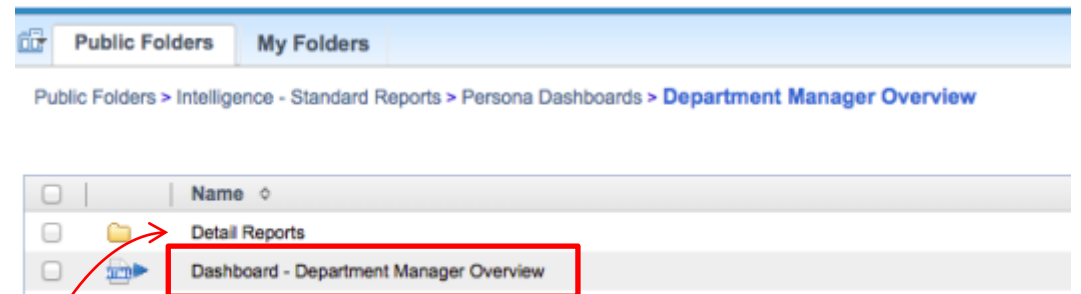 Public Folders My Folders
Public Folders > Intelligence - Standard Reports > Persona Dashboards > Department Manager Overview
Name
Detail Reports
Dashboard - Department Manager Overview